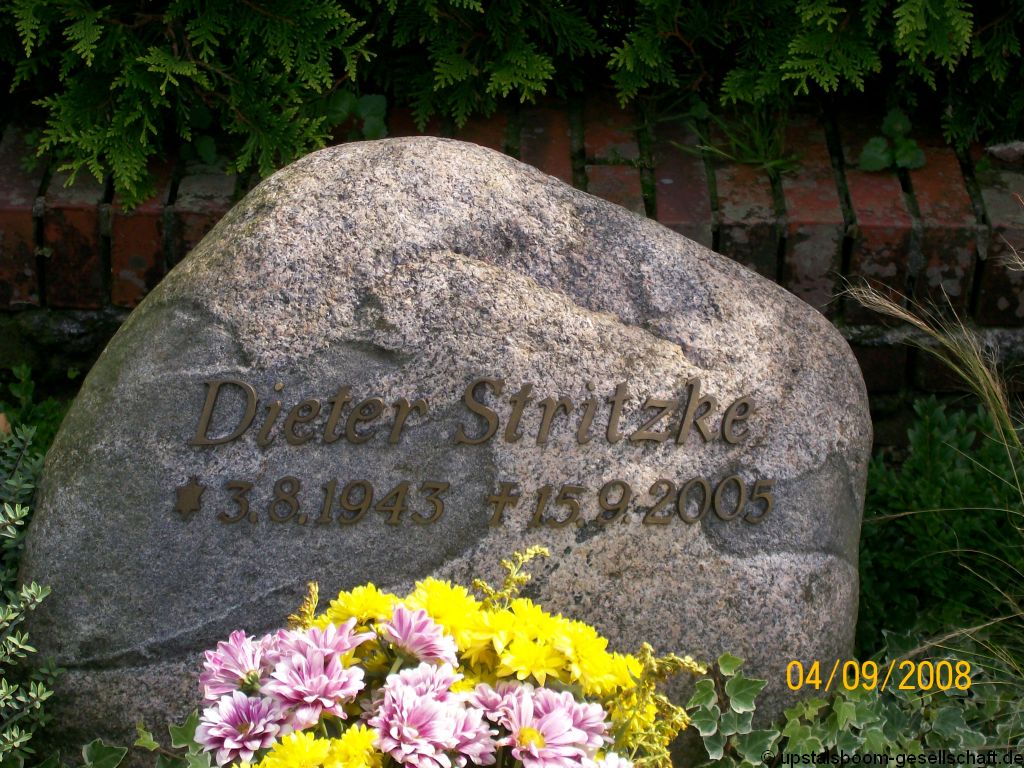 Dieter Stritzke
* 3.8.1943 † 15.9.2005
04/09/2008
© upstalsboom-gesellschaft.de